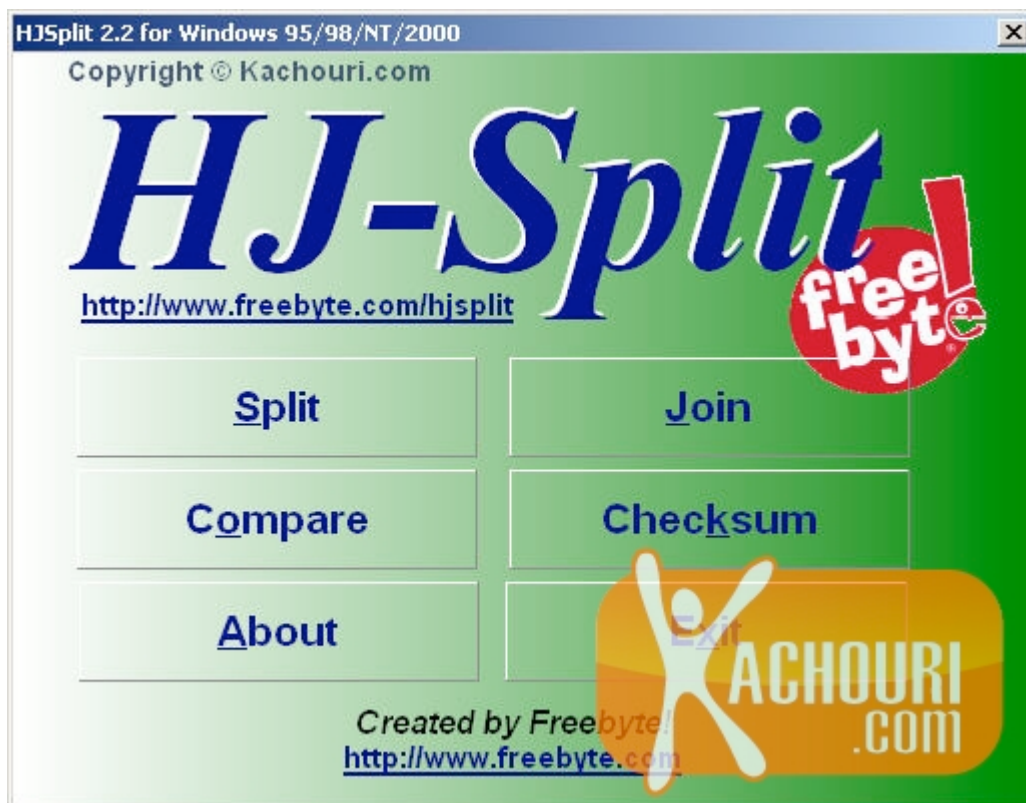 HJSplit 2.2 for Windows 95/98/NT/2000
Copyright © Kachouri.com
HJ-Split
http://www.freebyte.com/hjsplit
free
byte!
®
Split
Join
Compare
Checksum
About
Exit
KACHOURI
.com
Created by Freebyte!
http://www.freebyte.com